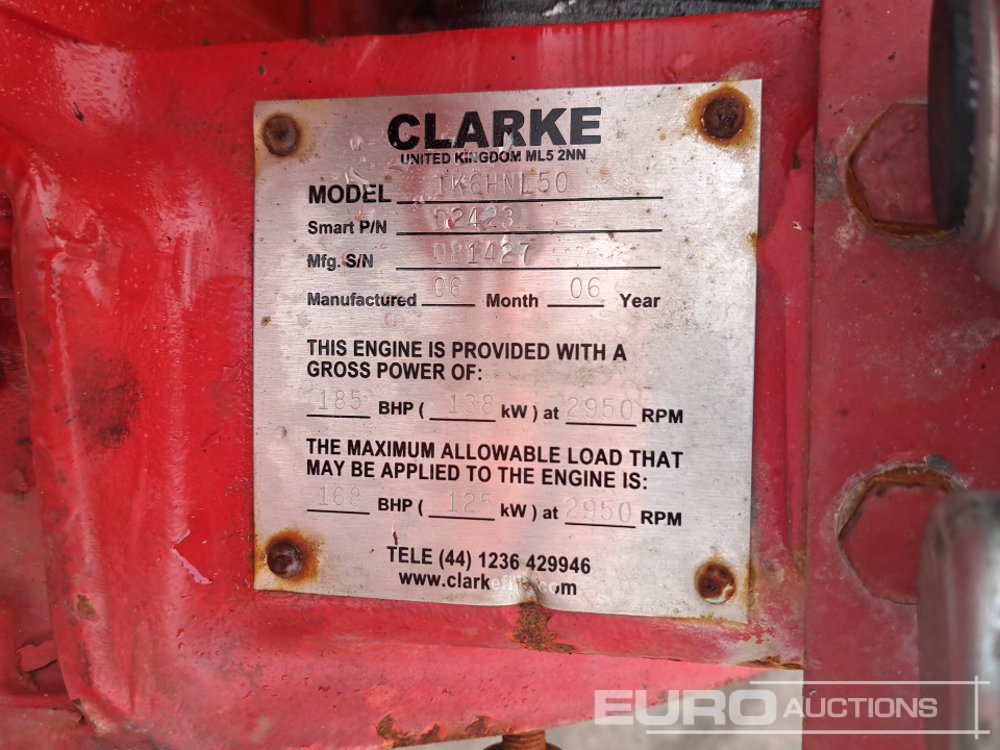 CLARKE
UNITED KINGDOM ML5 2NN
MODEL
Smart P/N D2423
Mfg. S/N 081427
Manufactured 08 Month 06 Year
THIS ENGINE IS PROVIDED WITH A
GROSS POWER OF:
185 BHP ( 138 kW ) at 2950 RPM
THE MAXIMUM ALLOWABLE LOAD THAT
MAY BE APPLIED TO THE ENGINE IS:
168 BHP ( 125 kW ) at 2950 RPM
TELE (44) 1236 429946
EURO AUCTIONS